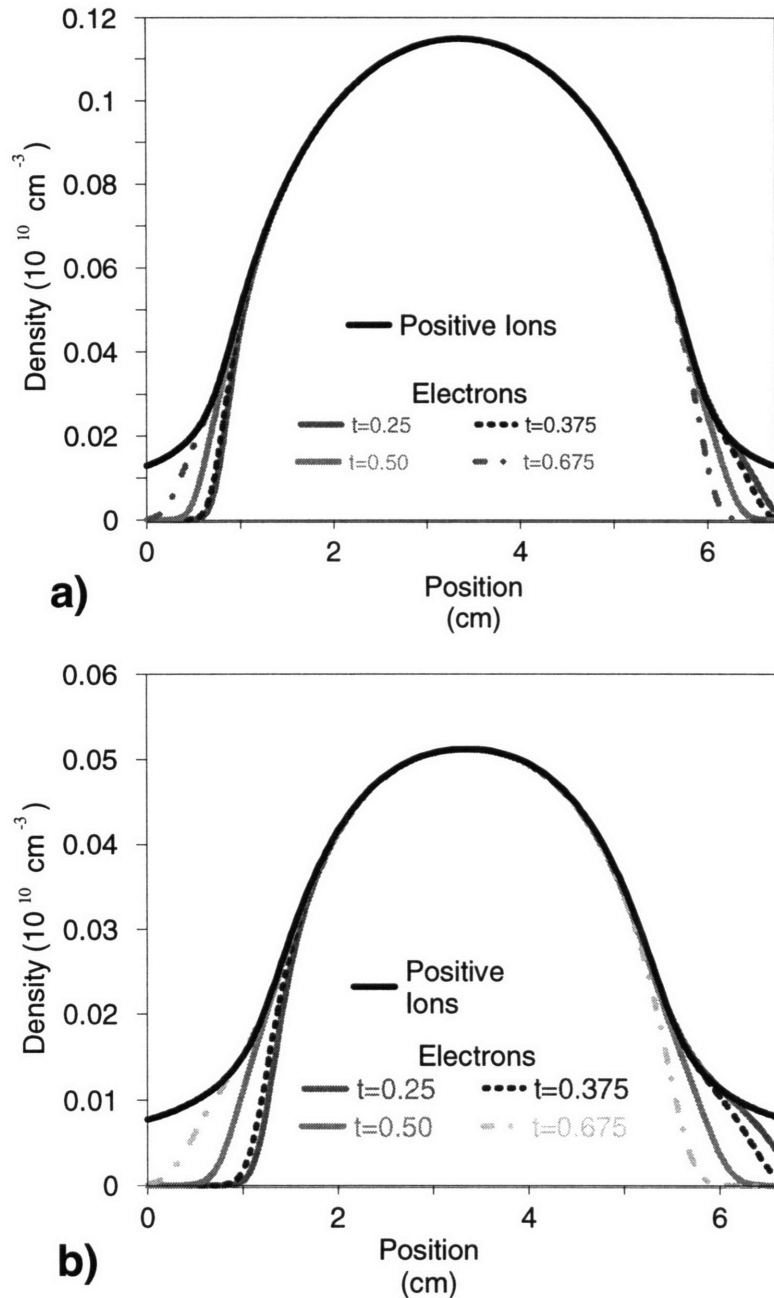 0.12
0.1
0.08
0.06
0.04
0.02
0
Density (10 10 cm -3)
Positive Ions
Electrons
t=0.25
t=0.375
t=0.50
t=0.675
0 2 4 6
Position
(cm)
a)
0.06
0.05
0.04
0.03
0.02
0.01
0
Density (10 10 cm -3)
Positive
Ions
Electrons
t=0.25
t=0.375
t=0.50
t=0.675
0 2 4 6
Position
(cm)
b)